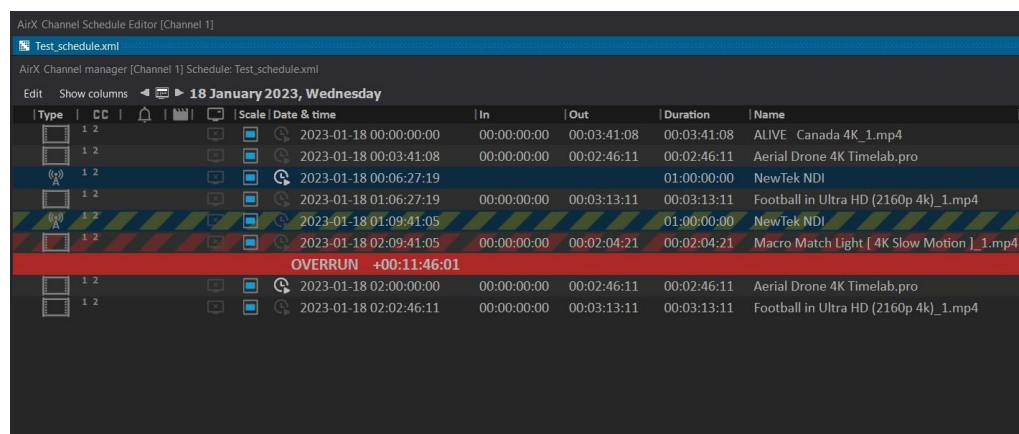 AirX Channel Schedule Editor [Channel 1]
Test_schedule.xml
AirX Channel manager [Channel 1] Schedule: Test_schedule.xml
Edit Show columns 18 January 2023, Wednesday
Type CC Scale Date & time In Out Duration Name
1 2 2023-01-18 00:00:00:00 00:00:00:00 00:03:41:08 00:03:41:08 ALIVE Canada 4K_1.mp4
1 2 2023-01-18 00:03:41:08 00:00:00:00 00:02:46:11 00:02:46:11 Aerial Drone 4K Timelab.pro
A 1 2 2023-01-18 00:06:27:19 01:00:00:00 NewTek NDI
1 2 2023-01-18 01:06:27:19 00:00:00:00 00:03:13:11 00:03:13:11 Football in Ultra HD (2160p 4k)_1.mp4
A 1 2 2023-01-18 01:09:41:05 01:00:00:00 NewTek NDI
1 2 2023-01-18 02:09:41:05 00:00:00:00 00:02:04:21 00:02:04:21 Macro Match Light [ 4K Slow Motion ]_1.mp4
OVERRUN +00:11:46:01
1 2 2023-01-18 02:00:00:00 00:00:00:00 00:02:46:11 00:02:46:11 Aerial Drone 4K Timelab.pro
1 2 2023-01-18 02:02:46:11 00:00:00:00 00:03:13:11 00:03:13:11 Football in Ultra HD (2160p 4k)_1.mp4